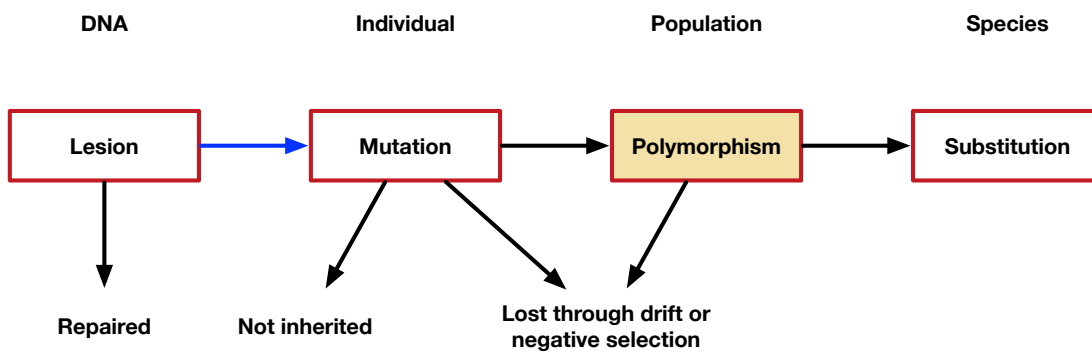 DNA
Individual
Population
Species
Lesion
Mutation
Polymorphism
Substitution
Repaired
Not inherited
Lost through drift or
negative selection